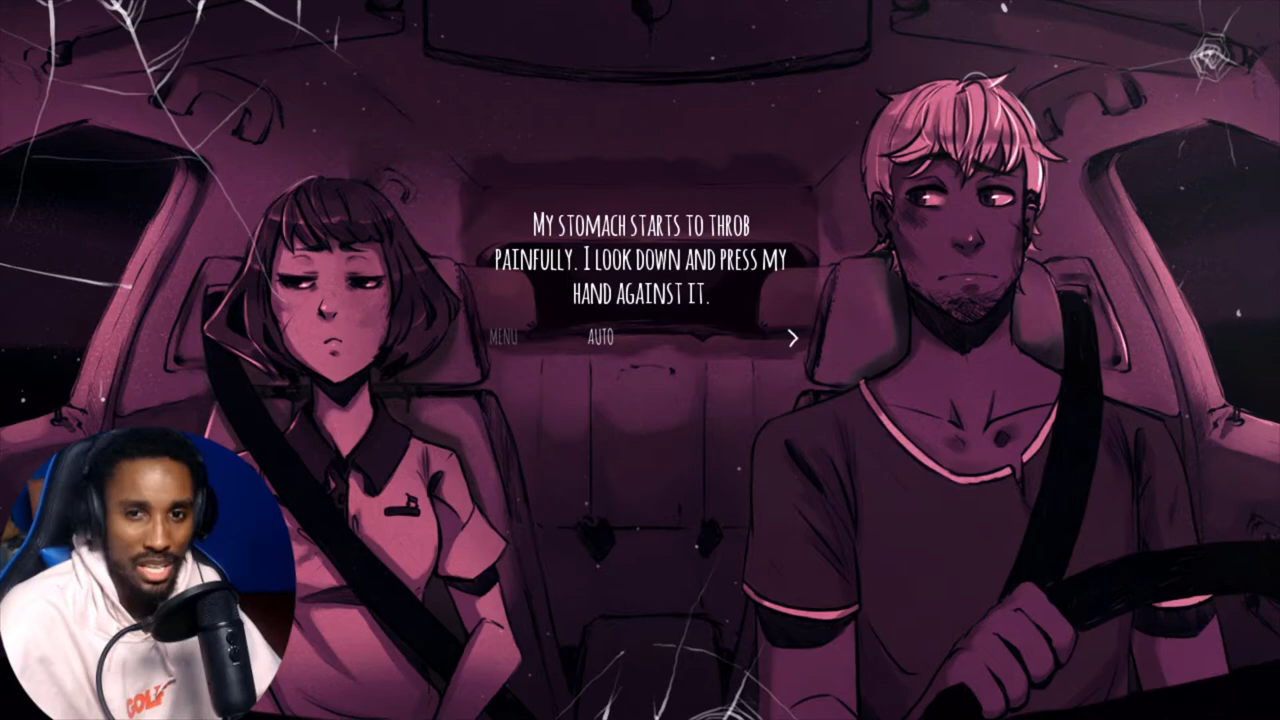 My stomach starts to throb
painfully. I look down and press my
hand against it.
MENU AUTO
GOLF